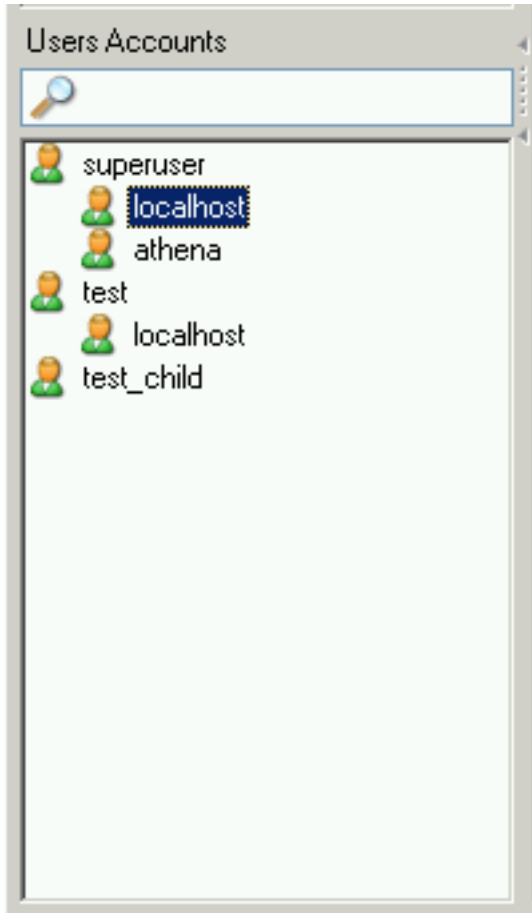 Users Accounts
superuser
localhost
athena
test
localhost
test_child